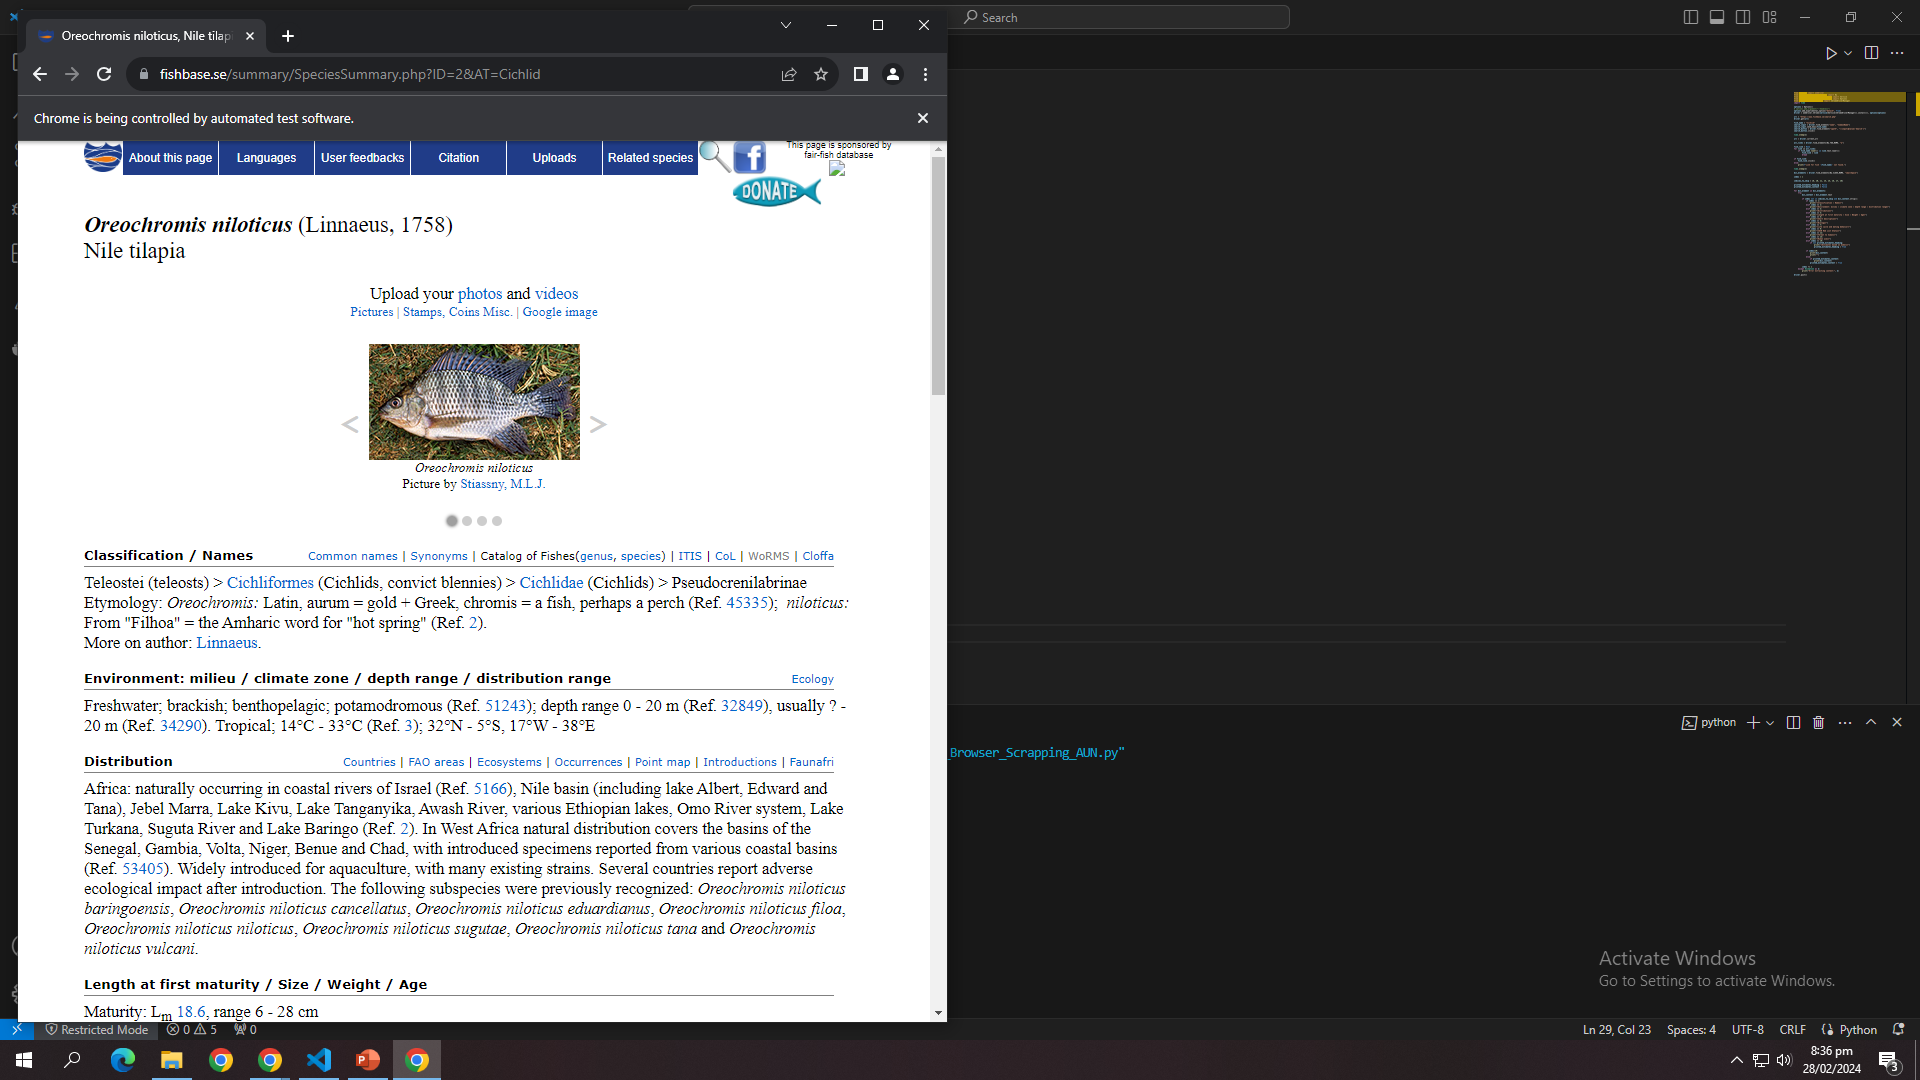 Search
Oreochromis niloticus, Nile tilap
fishbase.se/summary/SpeciesSummary.php?ID=2&AT=Cichlid
Chrome is being controlled by automated test software.
About this page
Languages
User feedbacks
Citation
Uploads
Related species
This page is sponsored by
fair-fish database
DONATE
Oreochromis niloticus (Linnaeus, 1758)
Nile tilapia
Upload your photos and videos
Pictures | Stamps, Coins Misc. | Google image
< >
Oreochromis niloticus
Picture by Stiassny, M.L.J.
Classification / Names Common names | Synonyms | Catalog of Fishes(genus, species) | ITIS | CoL | WoRMS | Cloffa
Teleostei (teleosts) > Cichliformes (Cichlids, convict blennies) > Cichlidae (Cichlids) > Pseudocrenilabrinae
Etymology: Oreochromis: Latin, aurum = gold + Greek, chromis = a fish, perhaps a perch (Ref. 45335); niloticus:
From "Filhoa" = the Amharic word for "hot spring" (Ref. 2).
More on author: Linnaeus.
Environment: milieu / climate zone / depth range / distribution range Ecology
Freshwater; brackish; benthopelagic; potamodromous (Ref. 51243); depth range 0 - 20 m (Ref. 32849), usually ? -
20 m (Ref. 34290). Tropical; 14°C - 33°C (Ref. 3); 32°N - 5°S, 17°W - 38°E
Distribution Countries | FAO areas | Ecosystems | Occurrences | Point map | Introductions | Faunafri
Africa: naturally occurring in coastal rivers of Israel (Ref. 5166), Nile basin (including lake Albert, Edward and
Tana), Jebel Marra, Lake Kivu, Lake Tanganyika, Awash River, various Ethiopian lakes, Omo River system, Lake
Turkana, Suguta River and Lake Baringo (Ref. 2). In West Africa natural distribution covers the basins of the
Senegal, Gambia, Volta, Niger, Benue and Chad, with introduced specimens reported from various coastal basins
(Ref. 53405). Widely introduced for aquaculture, with many existing strains. Several countries report adverse
ecological impact after introduction. The following subspecies were previously recognized: Oreochromis niloticus
baringoensis, Oreochromis niloticus cancellatus, Oreochromis niloticus eduardianus, Oreochromis niloticus filoa,
Oreochromis niloticus niloticus, Oreochromis niloticus sugutae, Oreochromis niloticus tana and Oreochromis
niloticus vulcani.
Length at first maturity / Size / Weight / Age
Maturity: Lm 18.6, range 6 - 28 cm
python
_Browser_Scrapping_AUN.py"
Activate Windows
Go to Settings to activate Windows.
Restricted Mode 0 5 0
Ln 29, Col 23 Spaces: 4 UTF-8 CRLF Python
8:36 pm
28/02/2024
3